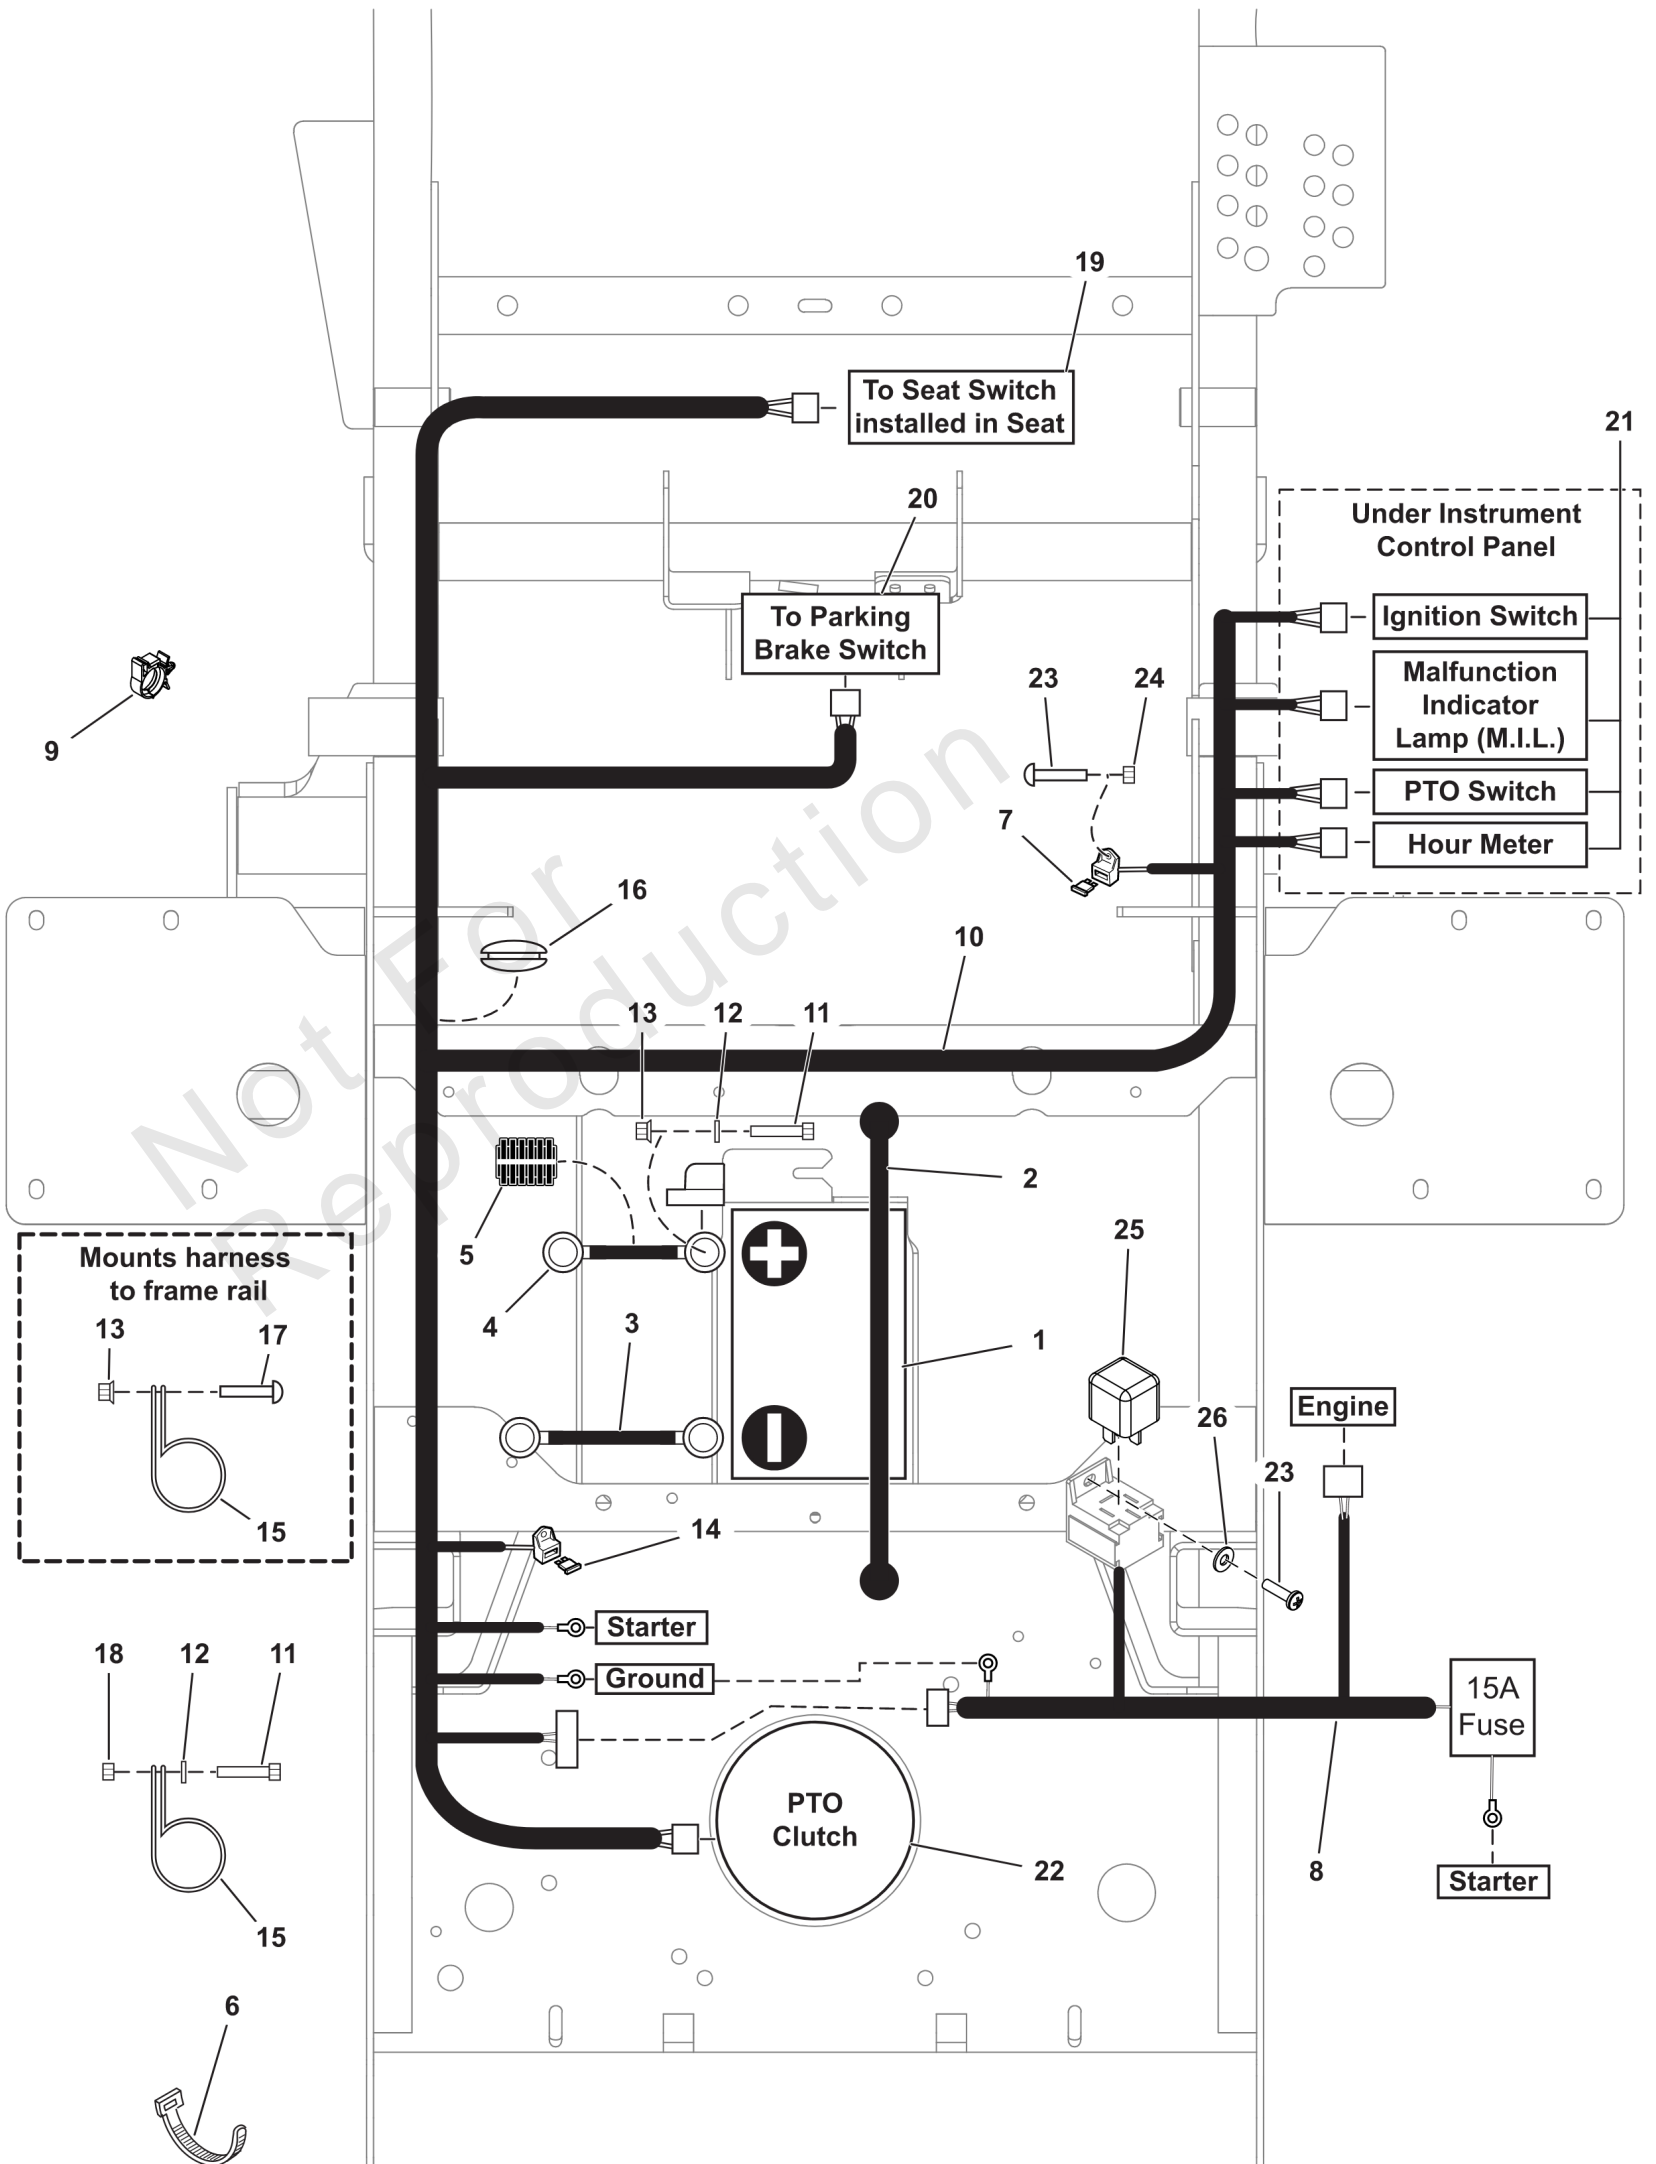 19
To Seat Switch
installed in Seat
21
20
Under Instrument
Control Panel
To Parking
Brake Switch
Ignition Switch
Malfunction
Indicator
Lamp (M.I.L.)
PTO Switch
Hour Meter
23
24
9
7
16
10
13
12
11
Not For
Reproduction
2
5
25
Mounts harness
to frame rail
13
17
15
4
3
1
26
Engine
23
14
Starter
Ground
18
12
11
15
15A
Fuse
PTO
Clutch
22
8
Starter
6